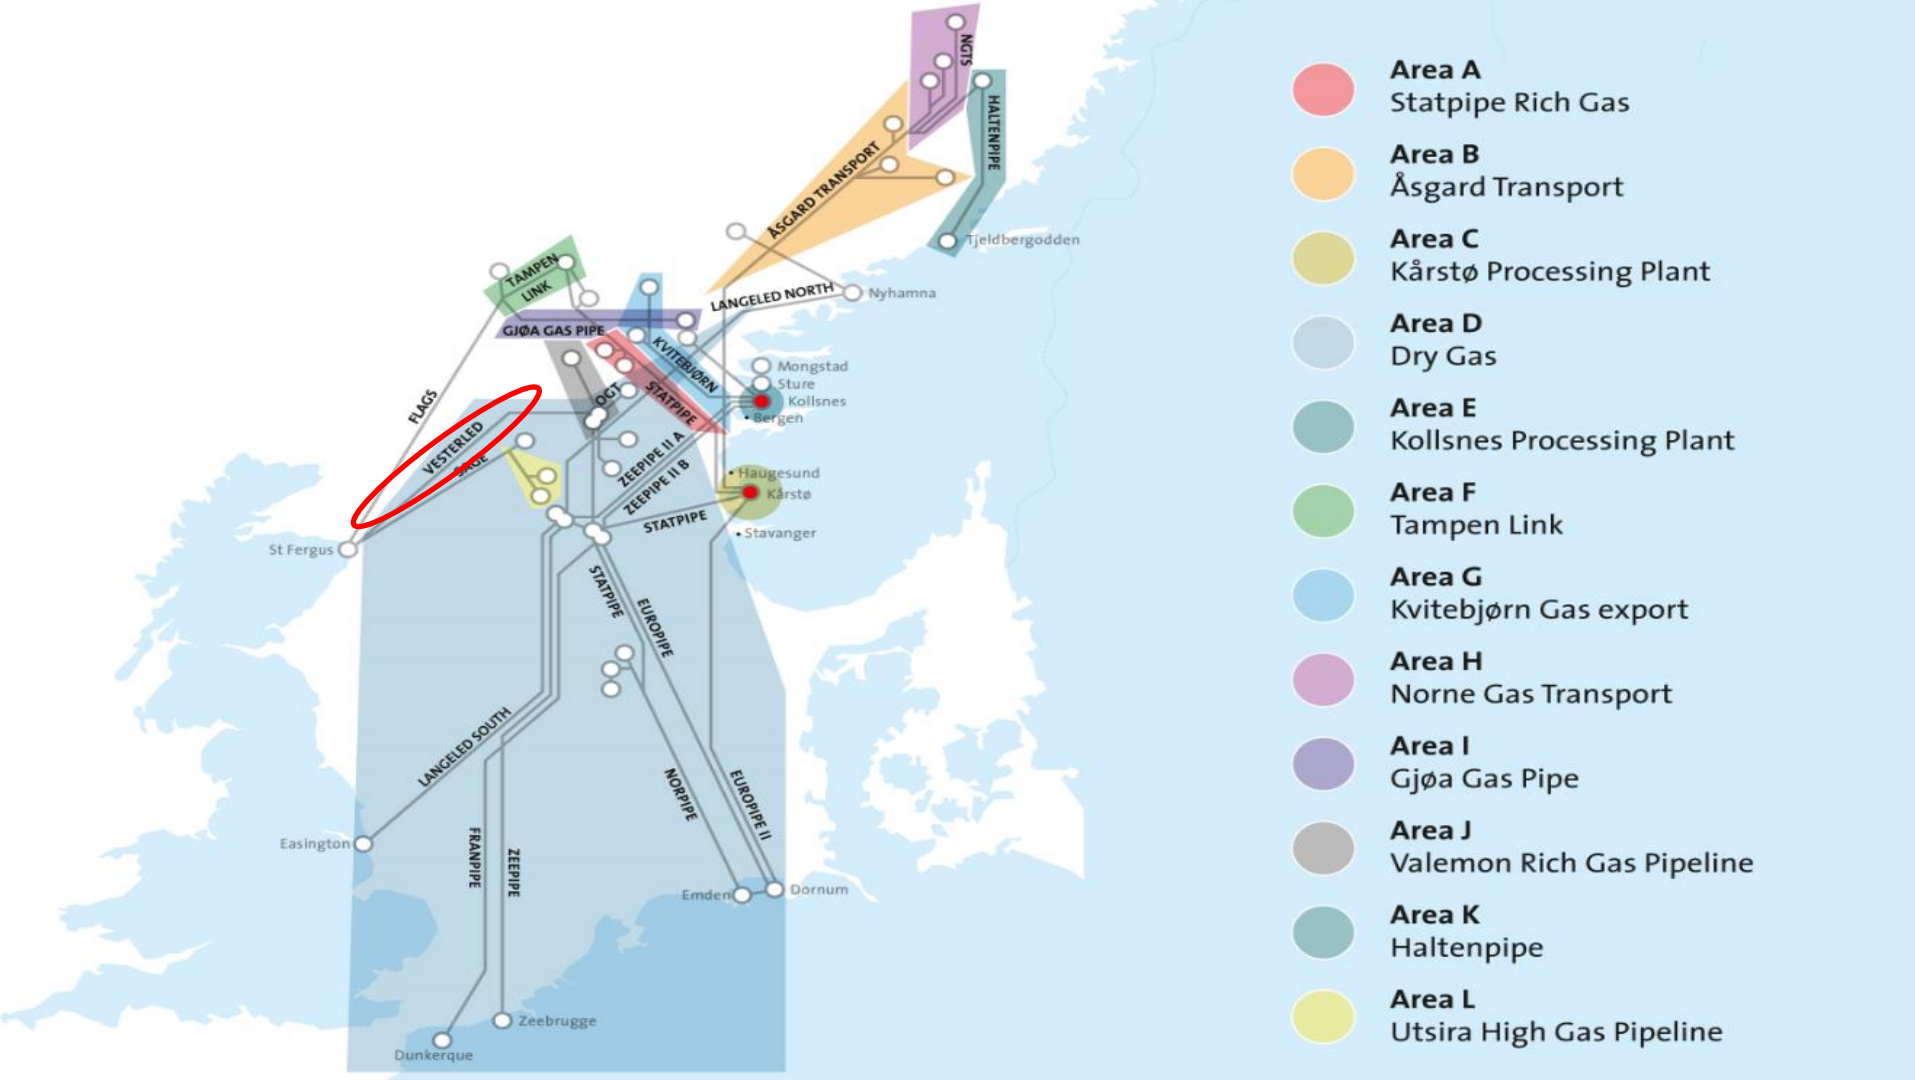 NGTS
HALTENPIPE
ÅSGARD TRANSPORT
Tjeldbergodden
TAMPEN
LINK
LANGELED NORTH
Nyhamna
GJØA GAS PIPE
KVITEBJØRN
Mongstad
Sture
Kollsnes
• Bergen
FLAGS
OGT
STATPIPE
VESTERLED
SAGE
ZEEPIPE II A
ZEEPIPE II B
• Haugesund
Kårstø
STATPIPE
• Stavanger
St Fergus
STATPIPE
EUROPIPE
LANGELED SOUTH
NORPIPE
EUROPIPE II
Easington
FRANPIPE
ZEEPIPE
Emden
Dornum
Zeebrugge
Dunkerque
Area A
Statpipe Rich Gas
Area B
Åsgard Transport
Area C
Kårstø Processing Plant
Area D
Dry Gas
Area E
Kollsnes Processing Plant
Area F
Tampen Link
Area G
Kvitebjørn Gas export
Area H
Norne Gas Transport
Area I
Gjøa Gas Pipe
Area J
Valemon Rich Gas Pipeline
Area K
Haltenpipe
Area L
Utsira High Gas Pipeline